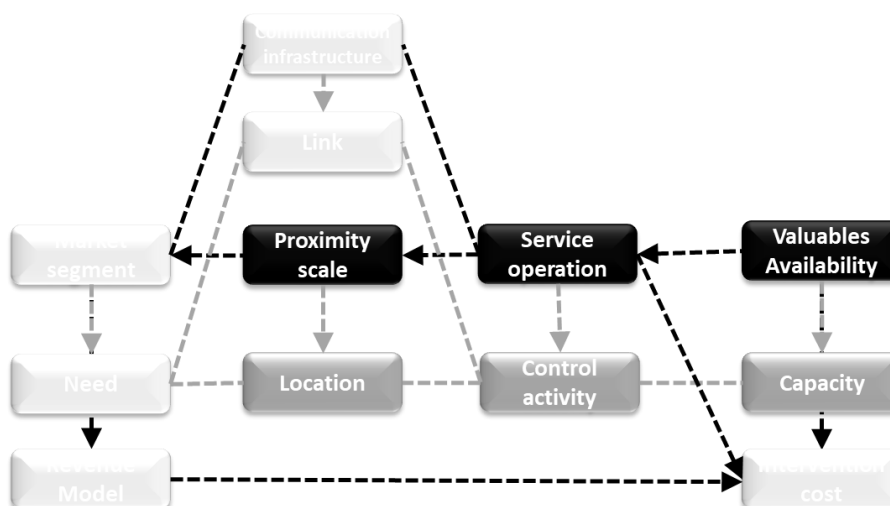 Communication
infrastructure
Link
Market
segment
Proximity
scale
Service
operation
Valuables
Availability
Need
Location
Control
activity
Capacity
Revenue
Model
Intervention
cost